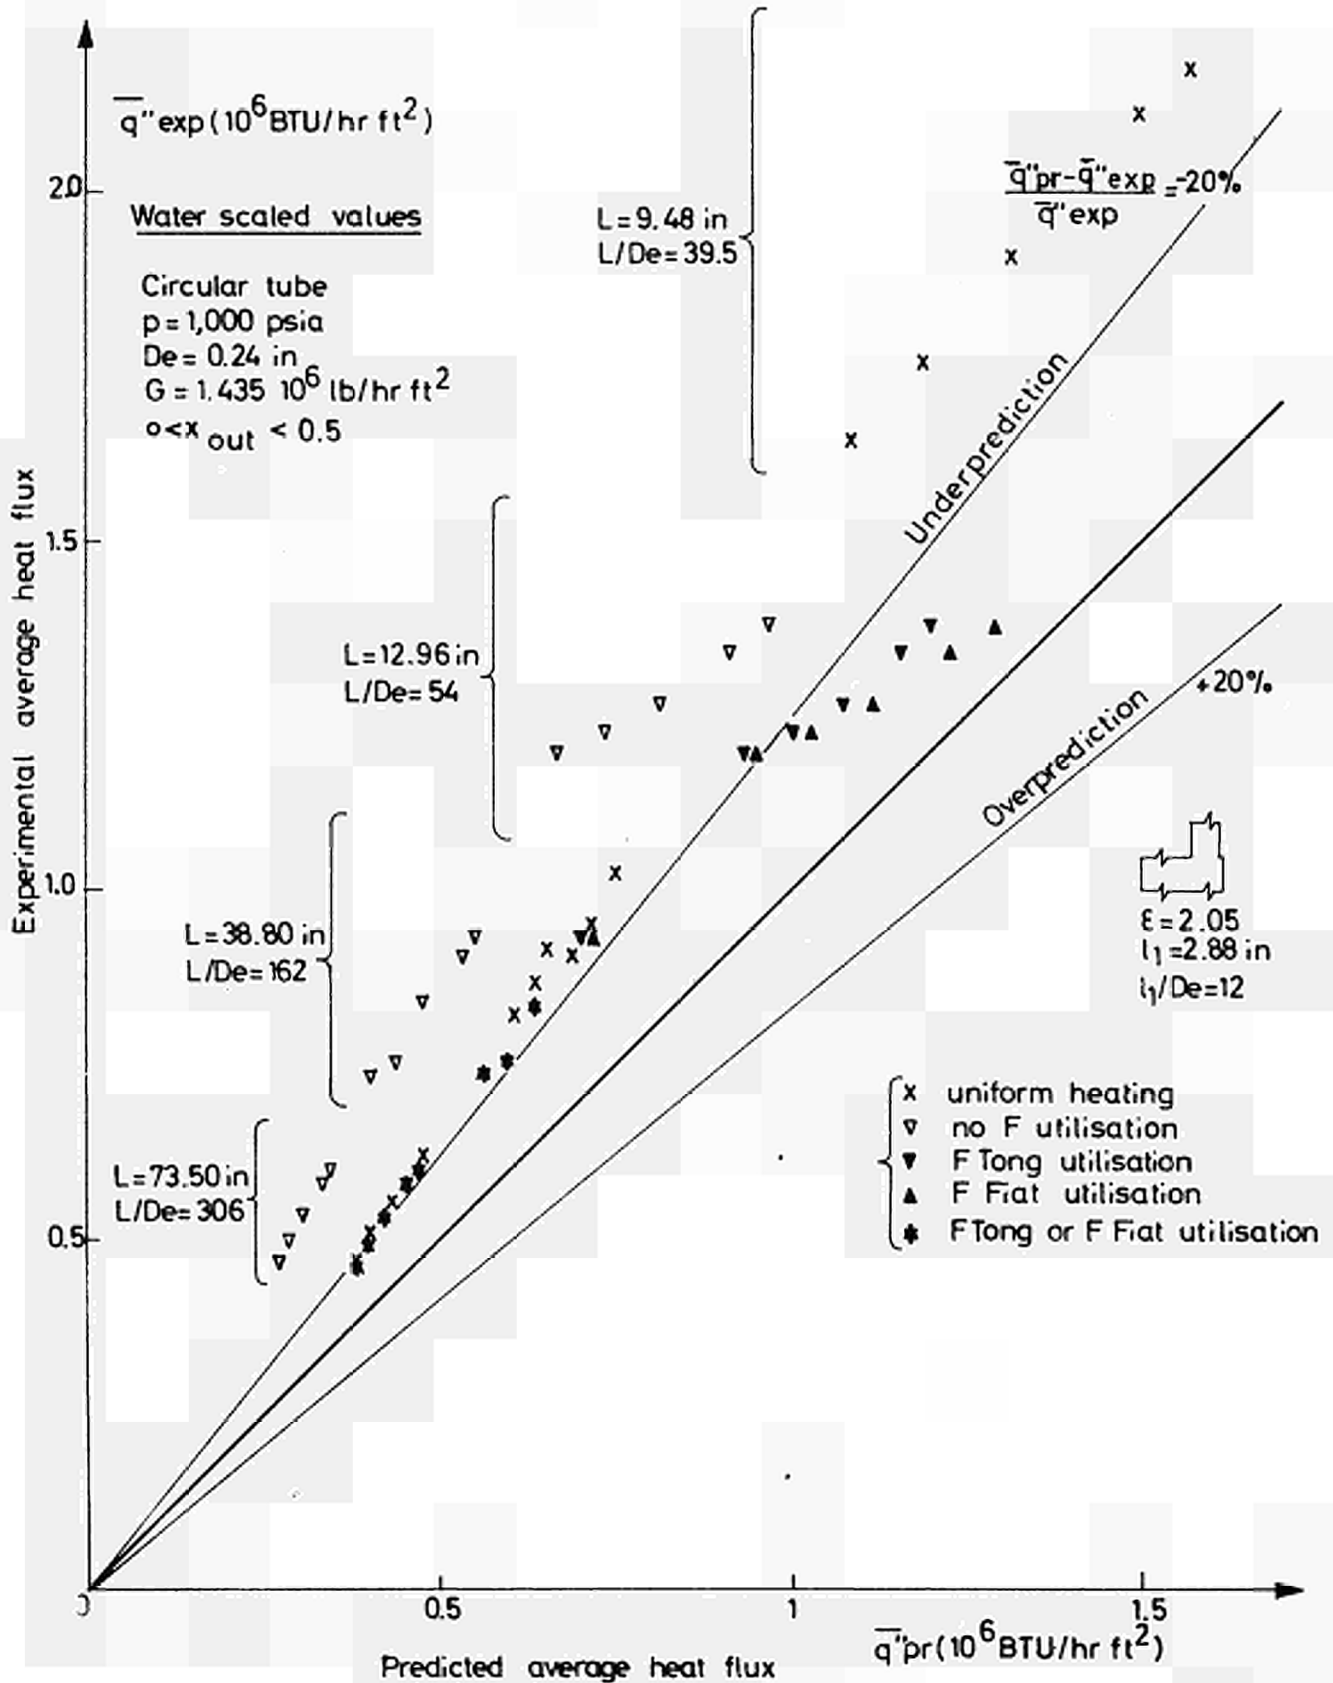 q̅"exp(10⁶BTU/hr ft²)
Water scaled values
Circular tube
p=1,000 psia
De= 0.24 in
G = 1.435 10⁶ lb/hr ft²
o<x out < 0.5
L=9.48 in
L/De=39.5
q̅"pr-q̅"exp
q̅"exp
=-20%
Underprediction
L=12.96 in
L/De= 54
+20%
Overprediction
L=38.80 in
L/De=162
L=73.50 in
L/De=306
ε=2.05
l₁=2.88 in
l₁/De=12
x uniform heating
▽ no F utilisation
▼ F Tong utilisation
▲ F Fiat utilisation
F Tong or F Fiat utilisation
Experimental average heat flux
2.0
1.5
1.0
0.5
0.5
1
1.5
q̅"pr(10⁶BTU/hr ft²)
Predicted average heat flux